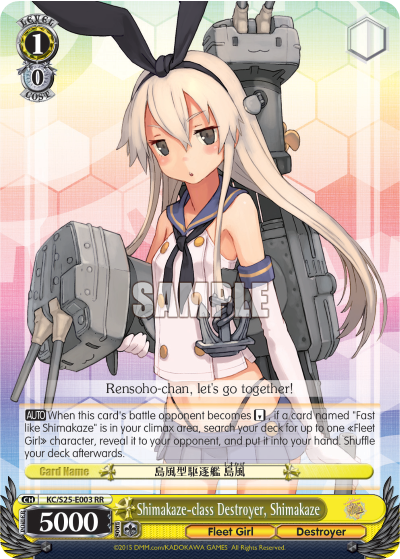 LEVEL
1
0
COST
SAMPLE
Rensoho-chan, let's go together!
AUTO When this card's battle opponent becomes , if a card named "Fast
like Shimakaze" is in your climax area, search your deck for up to one «Fleet
Girl» character, reveal it to your opponent, and put it into your hand. Shuffle
your deck afterwards.
Card Name
島風型駆逐艦 島風
CH
KC/S25-E003 RR
5000
Shimakaze-class Destroyer, Shimakaze
Fleet Girl
Destroyer
©2015 DMM.com/KADOKAWA GAMES All Rights Reserved.